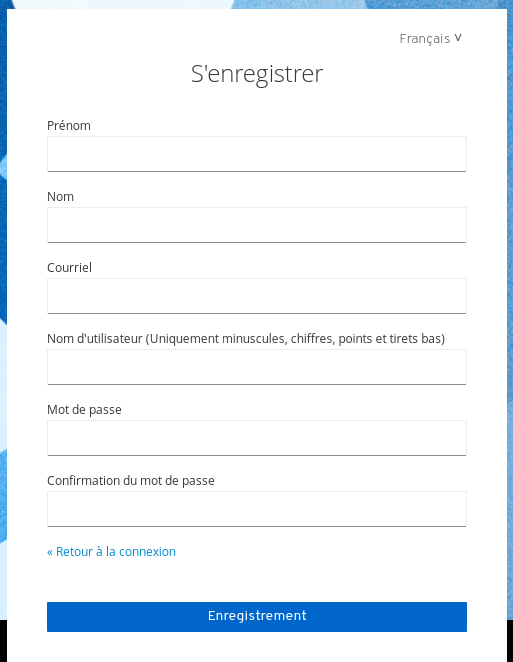 Français ˅
S'enregistrer
Prénom
Nom
Courriel
Nom d'utilisateur (Uniquement minuscules, chiffres, points et tirets bas)
Mot de passe
Confirmation du mot de passe
« Retour à la connexion
Enregistrement